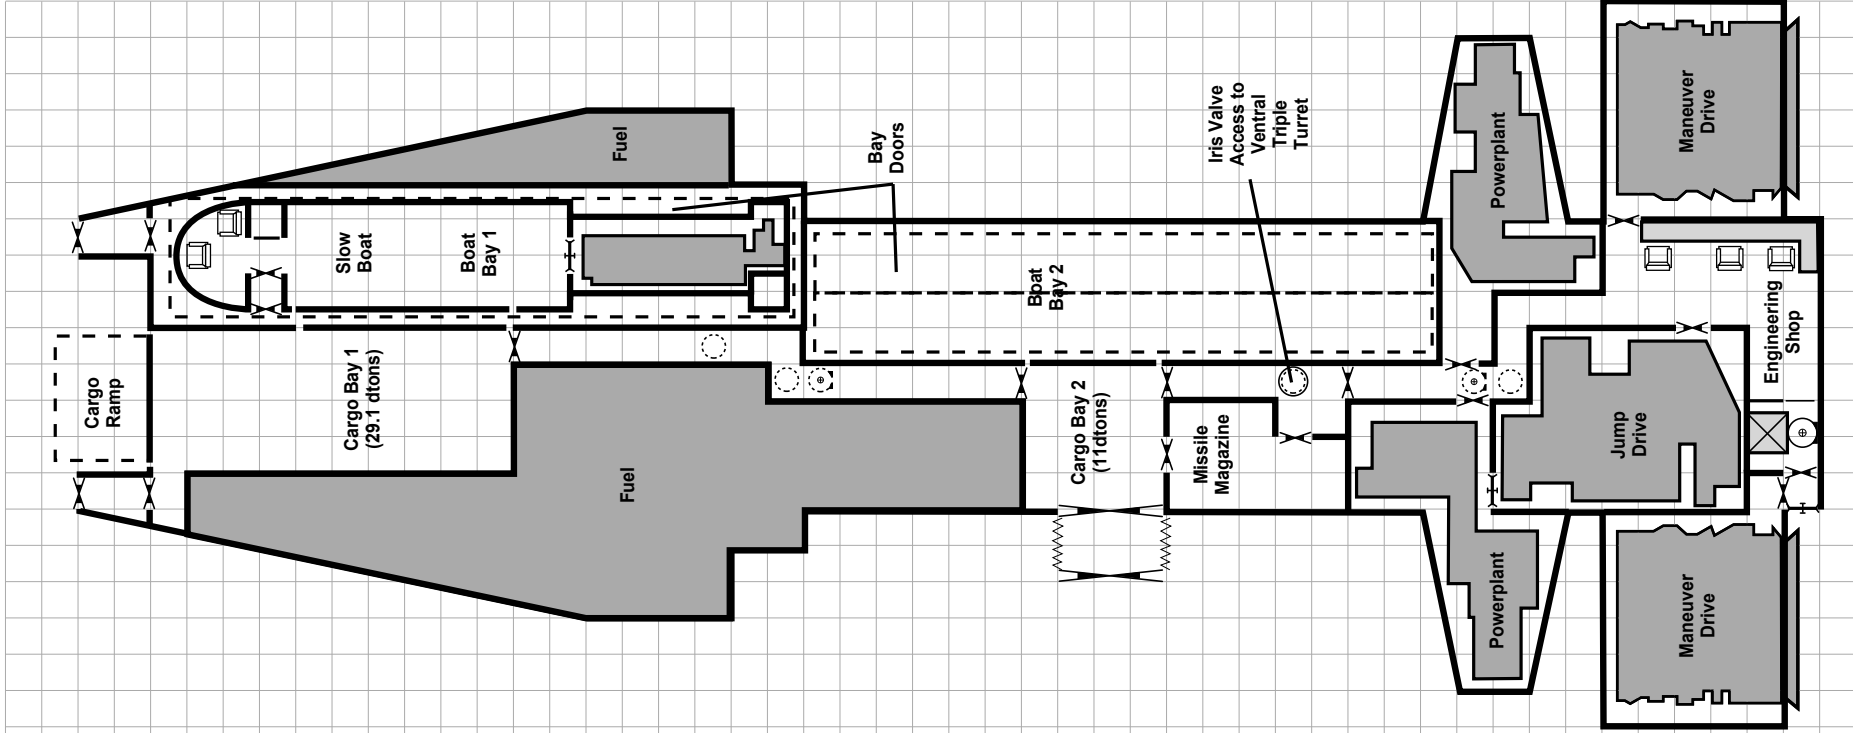 Cargo
Ramp
Cargo Bay 1
(29.1 dtons)
Slow
Boat
Boat
Bay 1
Fuel
Fuel
Bay
Doors
Boat
Bay 2
Cargo Bay 2
(11dtons)
Iris Valve
Access to
Ventral
Triple
Turret
Missile
Magazine
Powerplant
Powerplant
Jump
Drive
Maneuver
Drive
Maneuver
Drive
Engineering
Shop